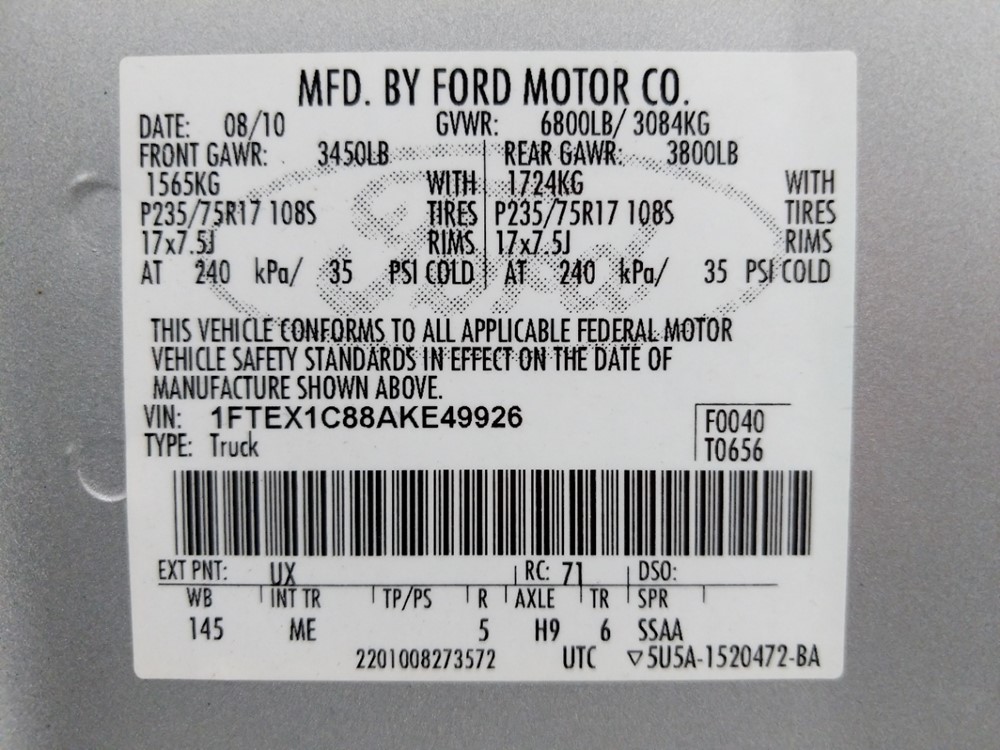 MFD. BY FORD MOTOR CO.
DATE: 08/10 GVWR: 6800LB/ 3084KG
FRONT GAWR: 3450LB REAR GAWR: 3800LB
1565KG WITH 1724KG WITH
P235/75R17 108S TIRES P235/75R17 108S TIRES
17x7.5J RIMS 17x7.5J RIMS
AT 240 kPa/ 35 PSI COLD AT 240 kPa/ 35 PSI COLD
THIS VEHICLE CONFORMS TO ALL APPLICABLE FEDERAL MOTOR
VEHICLE SAFETY STANDARDS IN EFFECT ON THE DATE OF
MANUFACTURE SHOWN ABOVE.
VIN: 1FTEX1C88AKE49926 F0040
TYPE: Truck T0656
EXT PNT: UX RC: 71 DSO:
WB INT TR TP/PS R AXLE TR SPR
145 ME 5 H9 6 SSAA
2201008273572 UTC ▽5U5A-1520472-BA
Ford